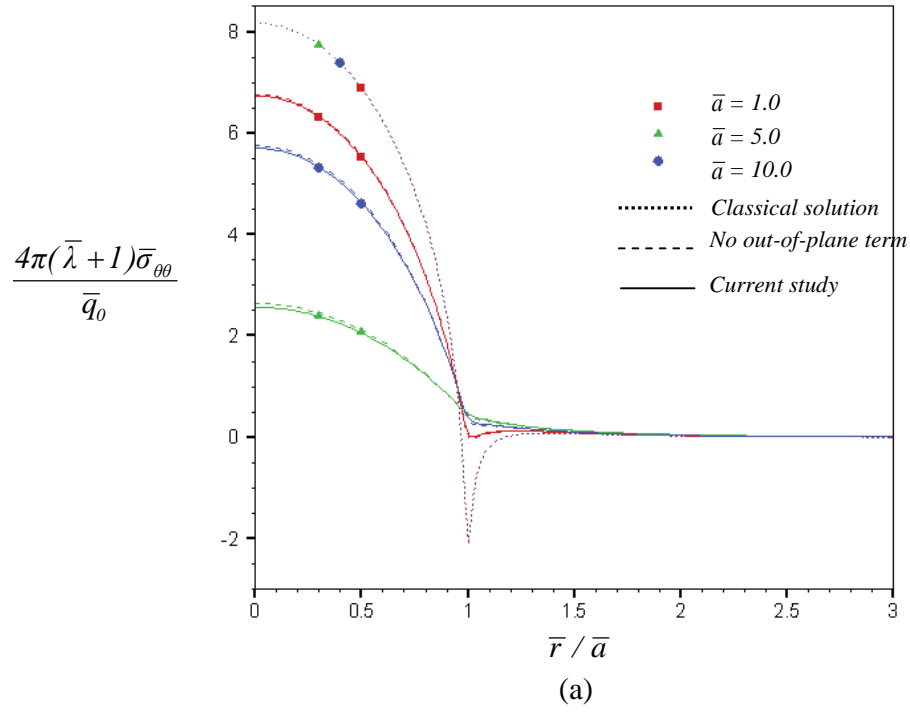 8
6
4
2
0
-2
0
0.5
1
1.5
2
2.5
3
4π(λ̅ +1)σ̅θθ
q̅0
a̅ = 1.0
a̅ = 5.0
a̅ = 10.0
Classical solution
No out-of-plane term
Current study
r̅ / a̅
(a)